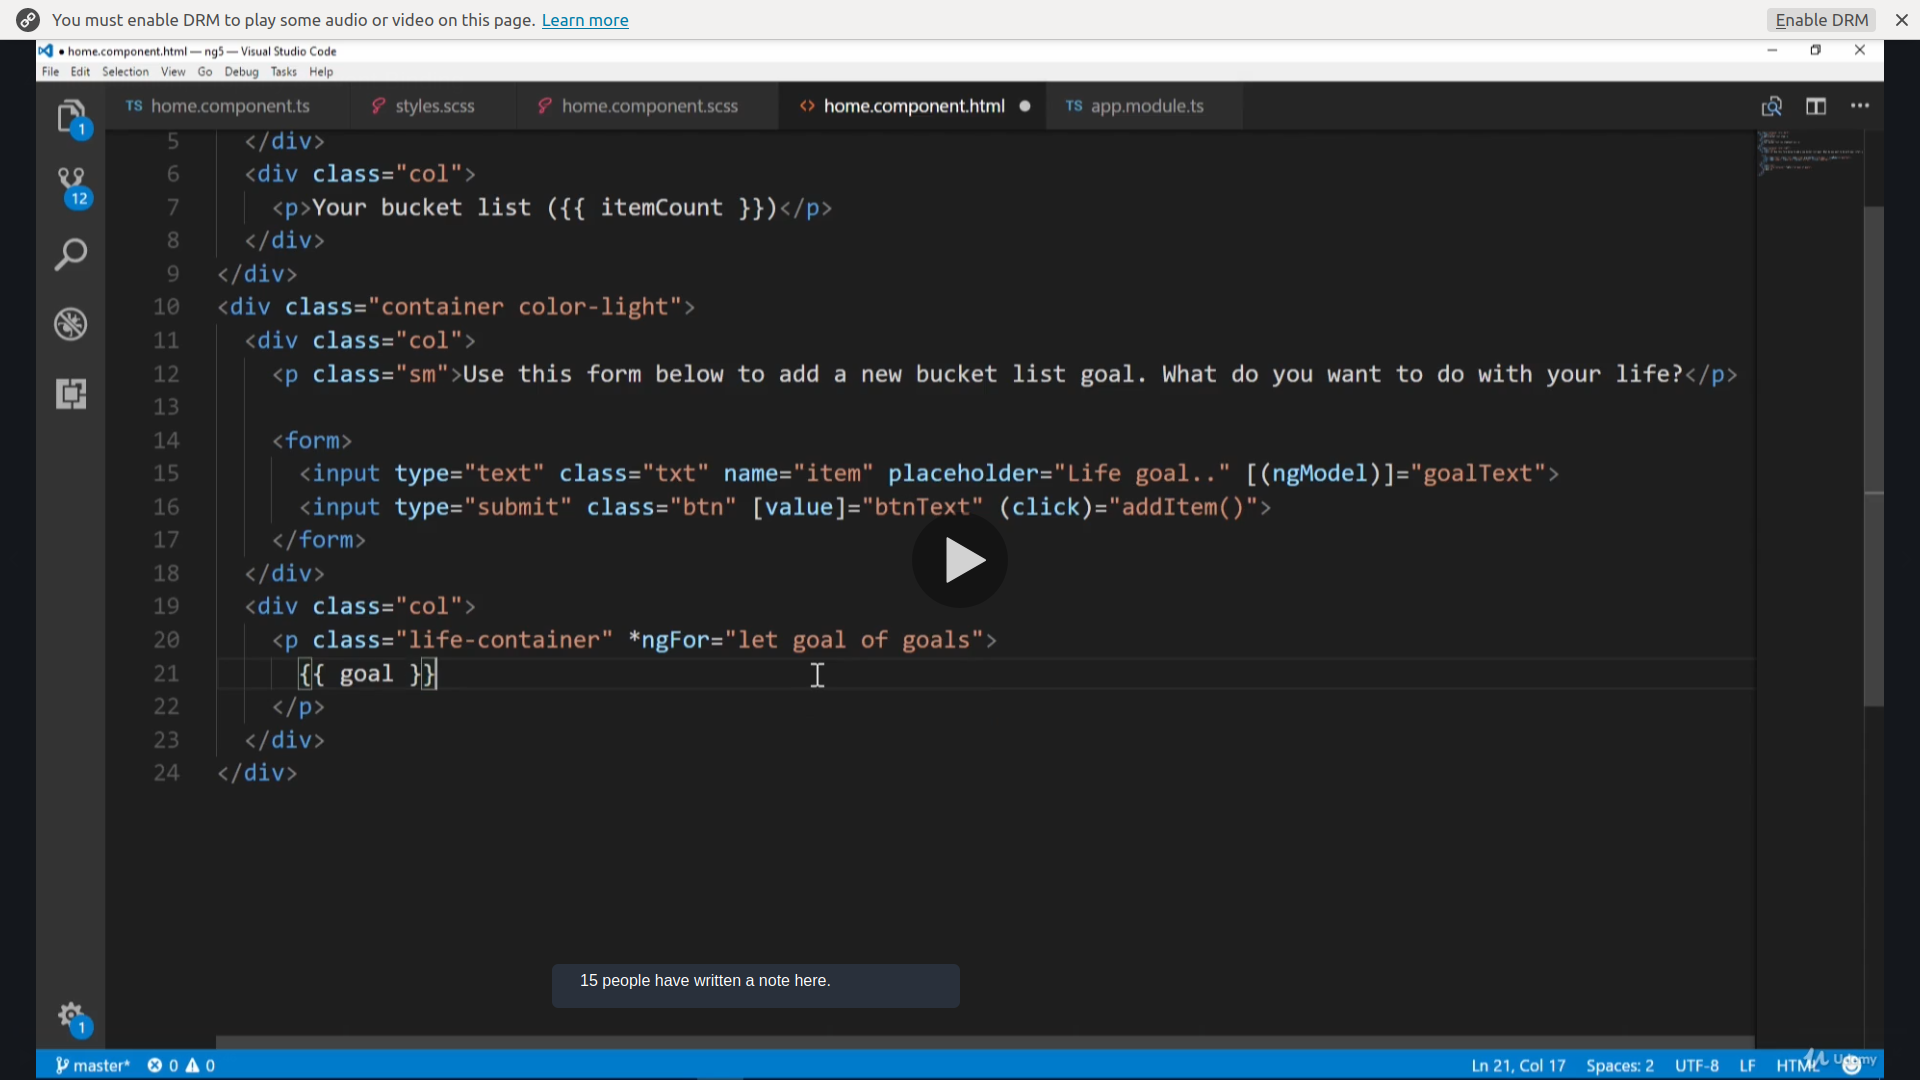 You must enable DRM to play some audio or video on this page. Learn more
Enable DRM
● home.component.html — ng5 — Visual Studio Code
File Edit Selection View Go Debug Tasks Help
TS home.component.ts styles.scss home.component.scss <> home.component.html ● TS app.module.ts
1
12
5 </div>
6 <div class="col">
7 <p>Your bucket list ({{ itemCount }})</p>
8 </div>
9 </div>
10 <div class="container color-light">
11 <div class="col">
12 <p class="sm">Use this form below to add a new bucket list goal. What do you want to do with your life?</p>
13
14 <form>
15 <input type="text" class="txt" name="item" placeholder="Life goal.." [(ngModel)]="goalText">
16 <input type="submit" class="btn" [value]="btnText" (click)="addItem()">
17 </form>
18 </div>
19 <div class="col">
20 <p class="life-container" *ngFor="let goal of goals">
21 {{ goal }}
22 </p>
23 </div>
24 </div>
15 people have written a note here.
1
master* 0 0 Ln 21, Col 17 Spaces: 2 UTF-8 LF HTML
Udemy